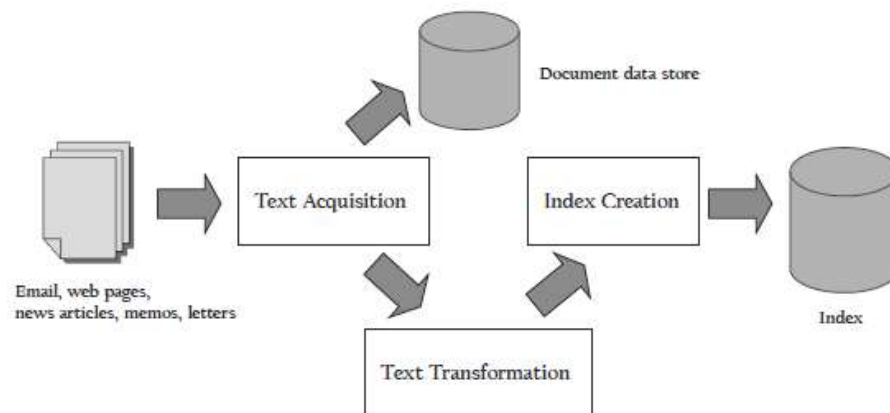 Document data store
Text Acquisition
Index Creation
Email, web pages,
news articles, memos, letters
Index
Text Transformation